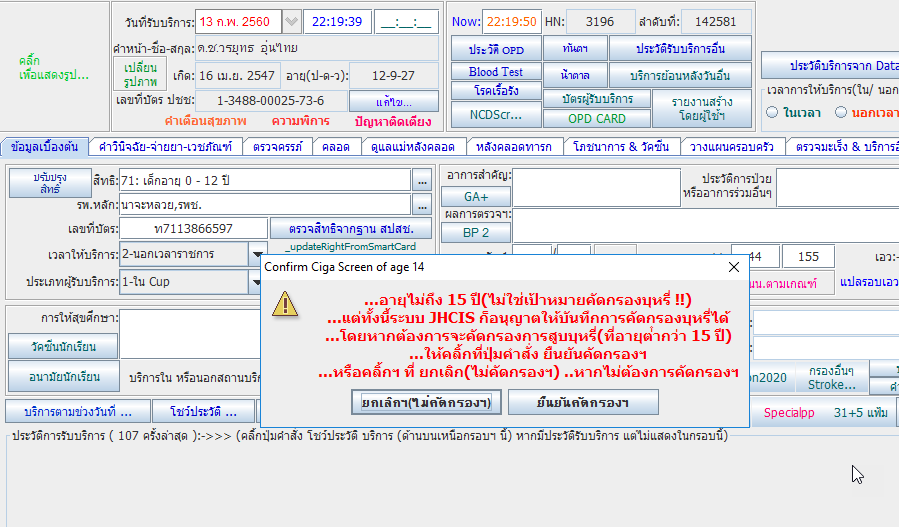 คลิ๊ก
เพื่อแสดงรูป...
วันที่รับบริการ: 13 ก.พ. 2560 22:19:39 __:__:__
คำหน้า-ชื่อ-สกุล: ด.ช.วรยุทธ อุ่นไทย
เปลี่ยน
รูปภาพ
เกิด: 16 เม.ย. 2547 อายุ(ป-ด-ว): 12-9-27
เลขที่บัตร ปชช: 1-3488-00025-73-6 แก้ไข...
คำเตือนสุขภาพ ความพิการ ปัญหาติดเตียง
Now: 22:19:50 HN: 3196 ลำดับที่: 142581
ประวัติ OPD ทันตฯ ประวัติรับบริการอื่น
Blood Test น้ำตาล บริการย้อนหลังวันอื่น
โรคเรื้อรัง บัตรผู้รับบริการ
NCDScr... OPD CARD
รายงานสร้าง
โดยผู้ใช้ฯ
ประวัติบริการจาก Data
เวลาการให้บริการ(ใน/ นอก
ในเวลา นอกเวลา
ข้อมูลเบื้องต้น คำวินิจฉัย-จ่ายยา-เวชภัณฑ์ ตรวจครรภ์ คลอด ดูแลแม่หลังคลอด หลังคลอดทารก โภชนาการ & วัคซีน วางแผนครอบครัว ตรวจมะเร็ง & บริการอื่
ปรับปรุง
สิทธิ์
สิทธิ: 71: เด็กอายุ 0 - 12 ปี ...
รพ.หลัก: นาจะหลวย,รพช. ...
เลขที่บัตร: ท7113866597 ตรวจสิทธิจากฐาน สปสช.
เวลาให้บริการ: 2-นอกเวลาราชการ _updateRightFromSmartCard
ประเภทผู้รับบริการ: 1-ใน Cup
อาการสำคัญ:
GA+
ประวัติการป่วย
หรืออาการร่วมอื่นๆ
ผลการตรวจฯ:
BP 2
44 155 เอว:-
นน.ตามเกณฑ์ แปลรอบเอว
Confirm Ciga Screen of age 14
...อายุไม่ถึง 15 ปี(ไม่ใช่เป้าหมายคัดกรองบุหรี่ !!)
...แต่ทั้งนี้ระบบ JHCIS ก็อนุญาตให้บันทึกการคัดกรองบุหรี่ได้
...โดยหากต้องการจะคัดกรองการสูบบุหรี่(ที่อายุต่ำกว่า 15 ปี)
...ให้คลิ๊กที่ปุ่มคำสั่ง ยืนยันคัดกรองฯ
...หรือคลิ๊กฯ ที่ ยกเลิก(ไม่คัดกรองฯ) ..หากไม่ต้องการคัดกรองฯ
ยกเลิกฯ(ไม่คัดกรองฯ) ยืนยันคัดกรองฯ
การให้สุขศึกษา:
วัคซีนนักเรียน
อนามัยนักเรียน บริการใน หรือนอกสถานบริก
on2020
กรองอื่นๆ
Stroke...
บริการตามช่วงวันที่ ... โชว์ประวัติ ... Specialpp 31+5 แฟ้ม
ประวัติการรับบริการ ( 107 ครั้งล่าสุด ):->>> (คลิ๊กปุ่มคำสั่ง โชว์ประวัติ บริการ (ด้านบนเหนือกรอบฯ นี้) หากมีประวัติรับบริการ แต่ไม่แสดงในกรอบนี้)